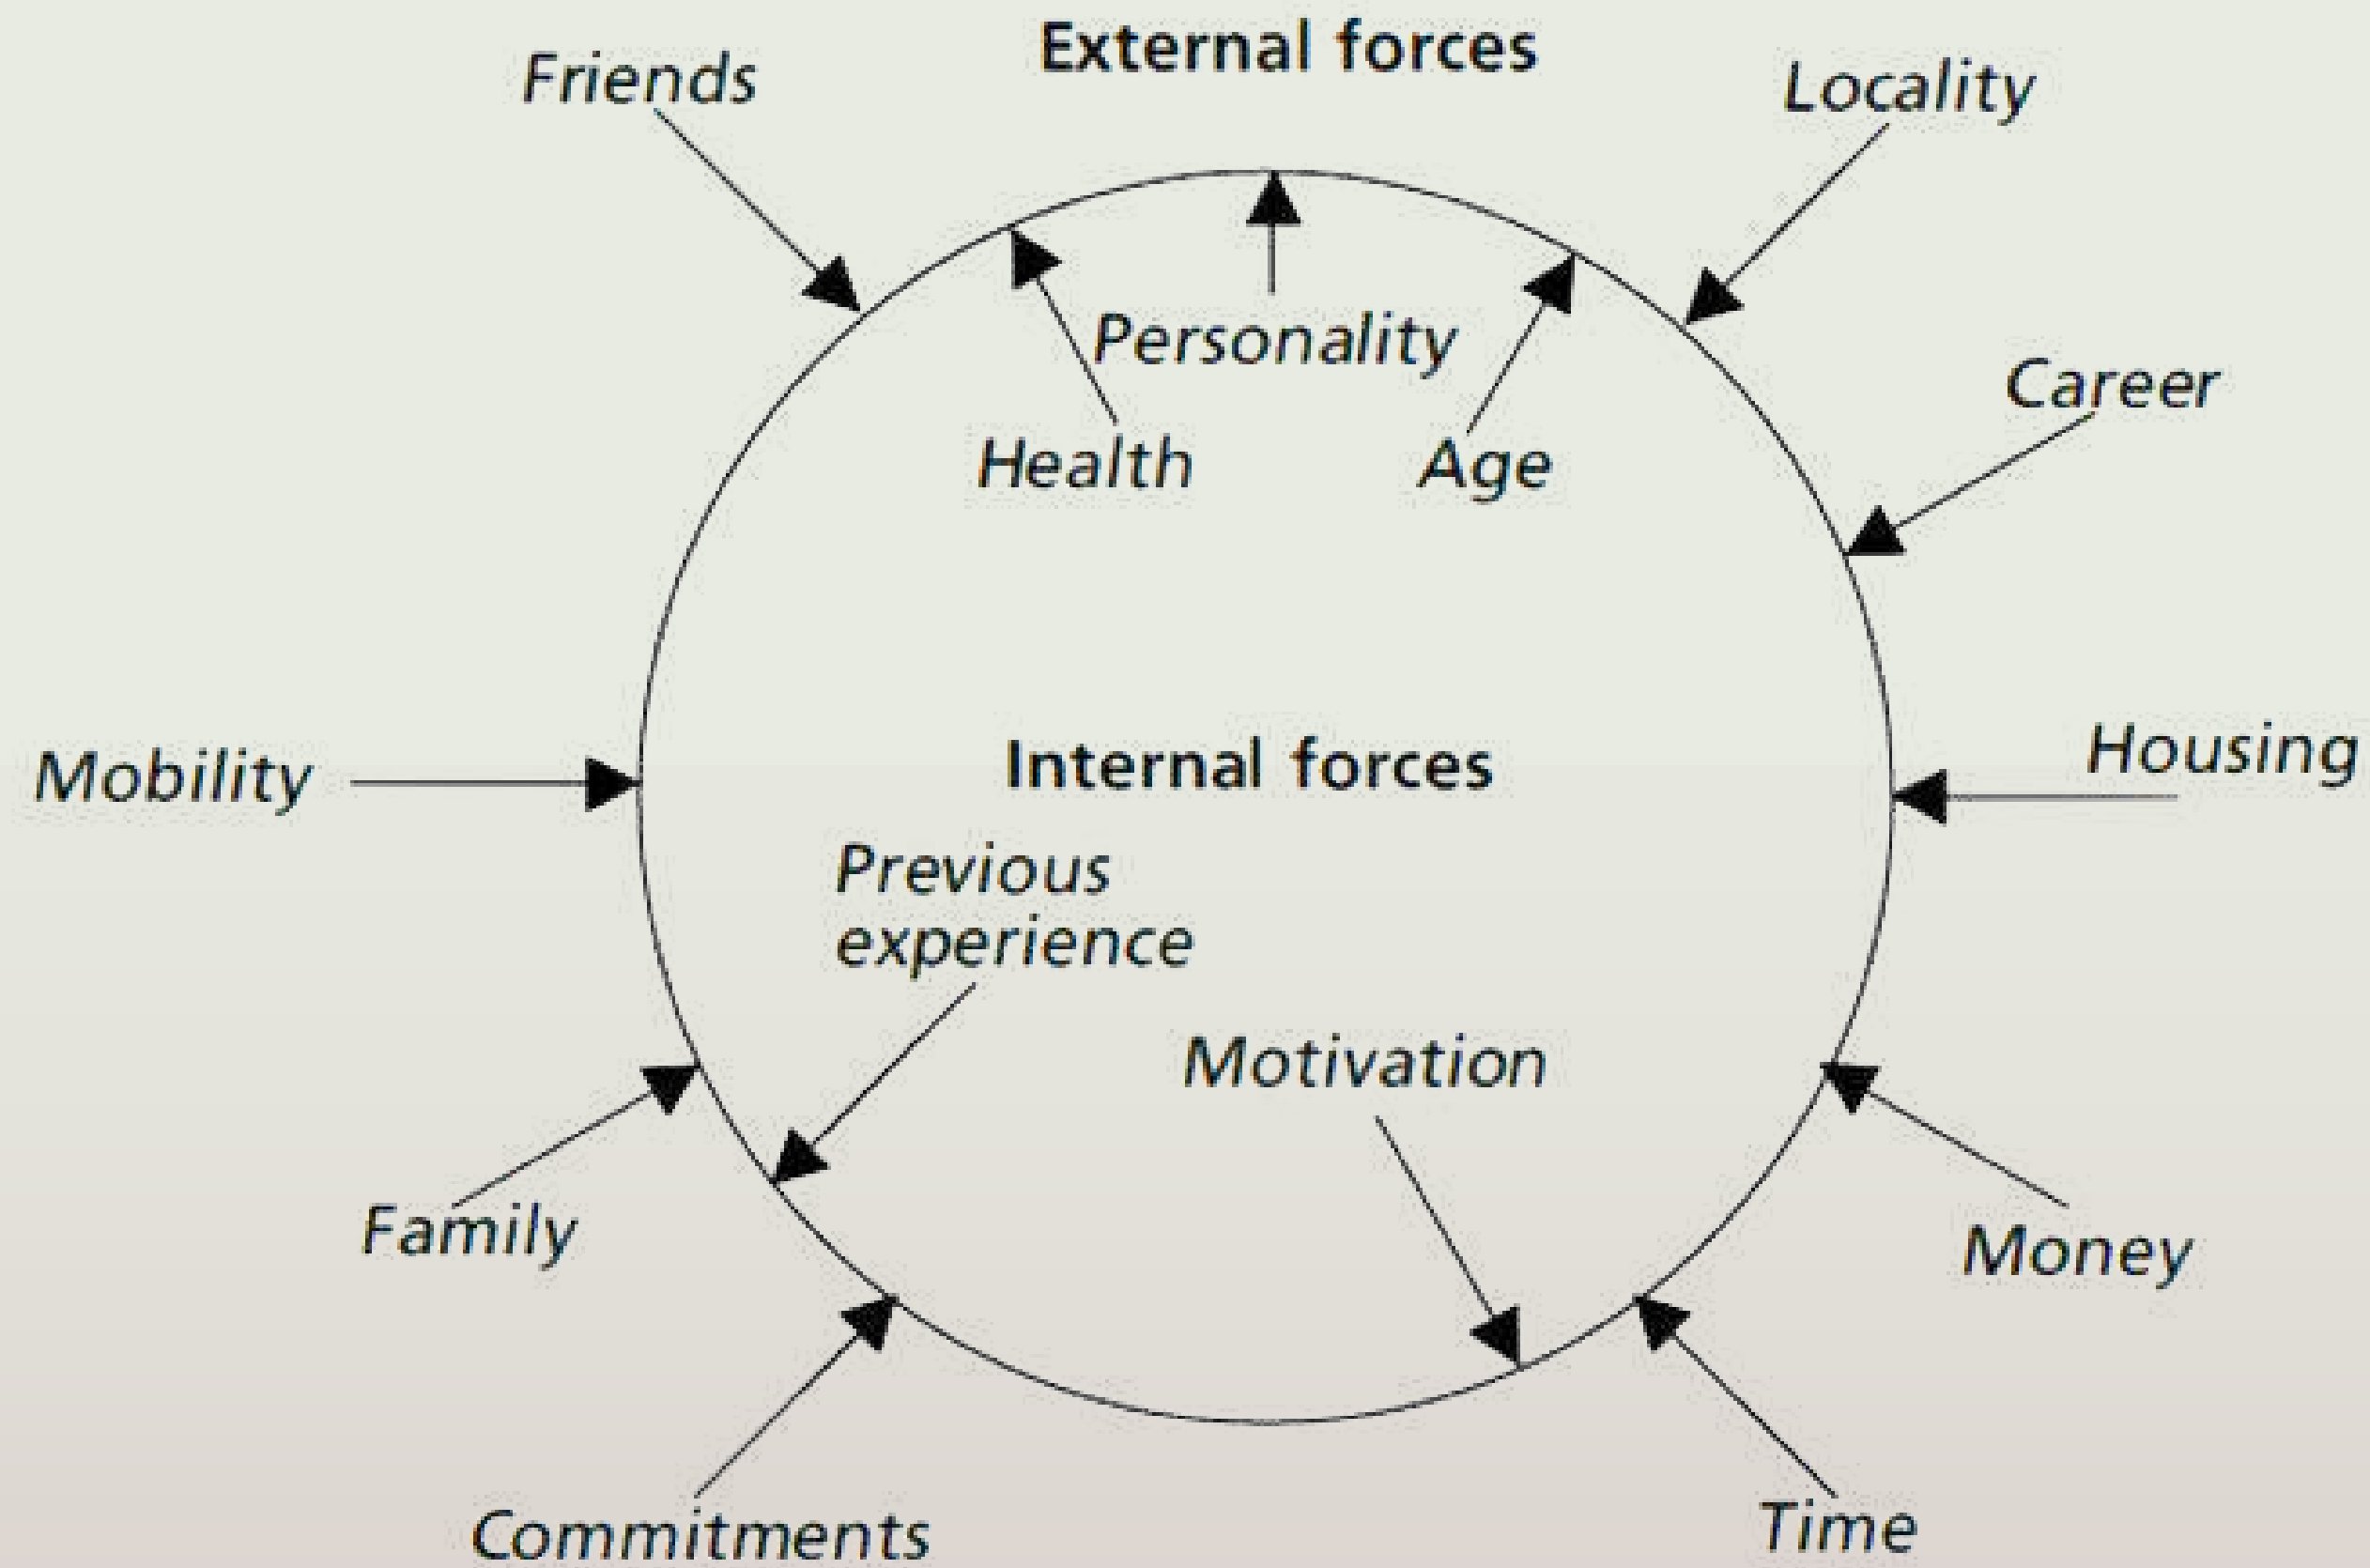 External forces
Friends
Locality
Personality
Career
Health
Age
Housing
Internal forces
Mobility
Previous
experience
Motivation
Family
Money
Commitments
Time